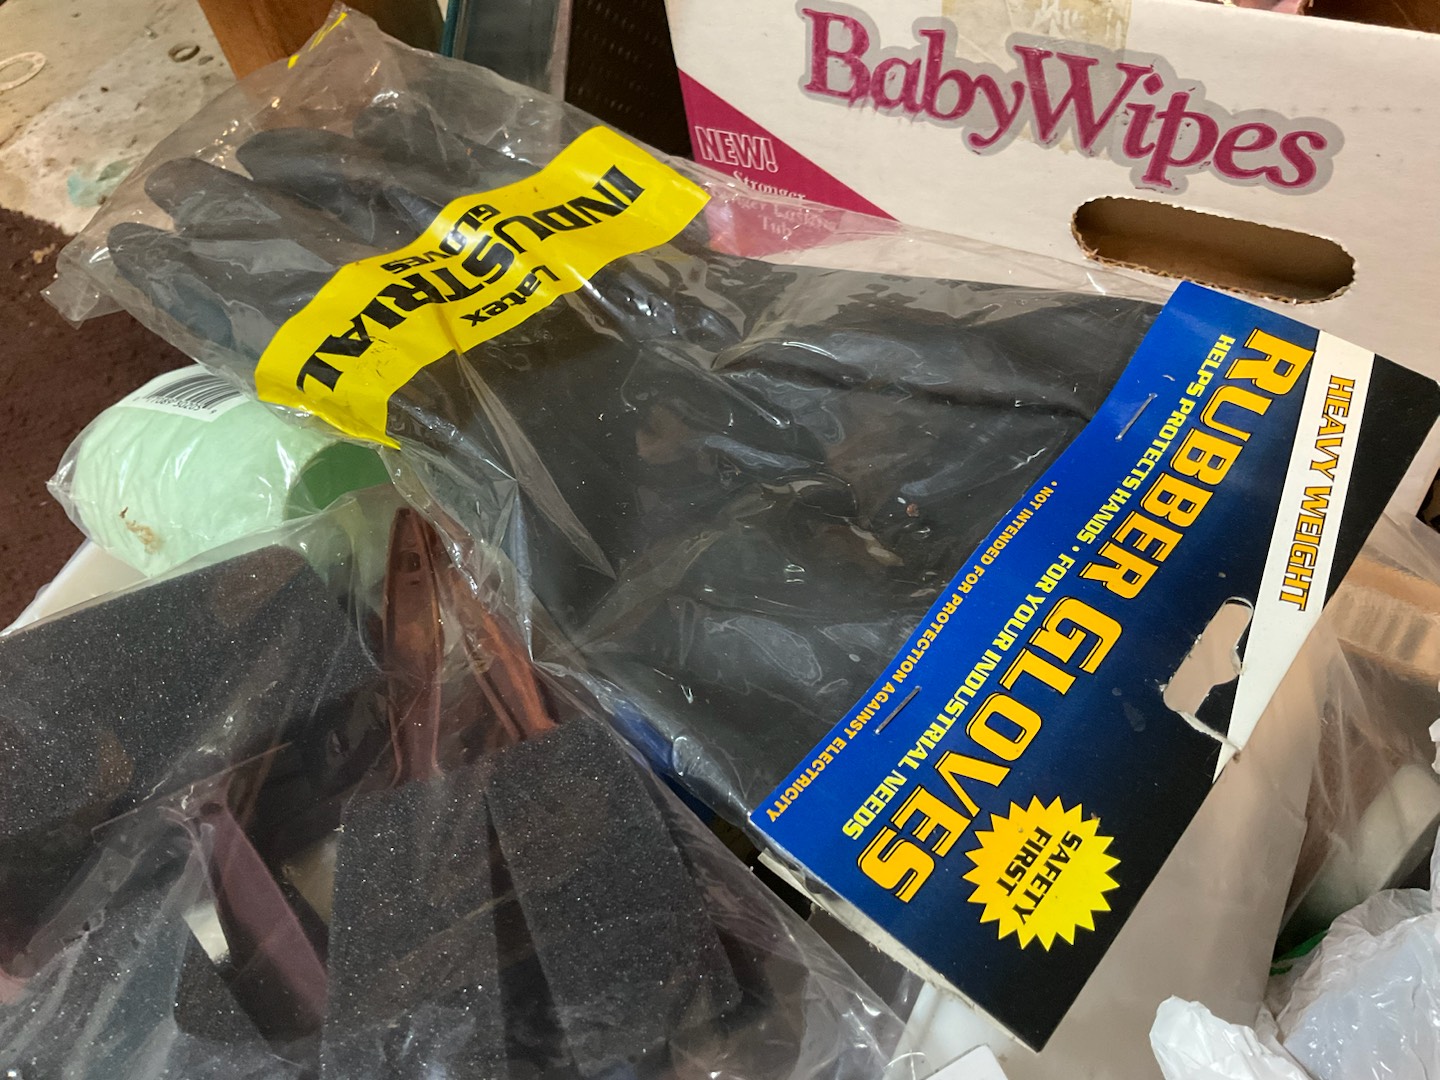 BabyWipes
NEW!
Stronger
Tub
Latex
INDUSTRIAL
GLOVES
HEAVY WEIGHT
RUBBER GLOVES
HELPS PROTECTS HANDS • FOR YOUR INDUSTRIAL NEEDS
• NOT INTENDED FOR PROTECTION AGAINST ELECTRICITY
SAFETY
FIRST